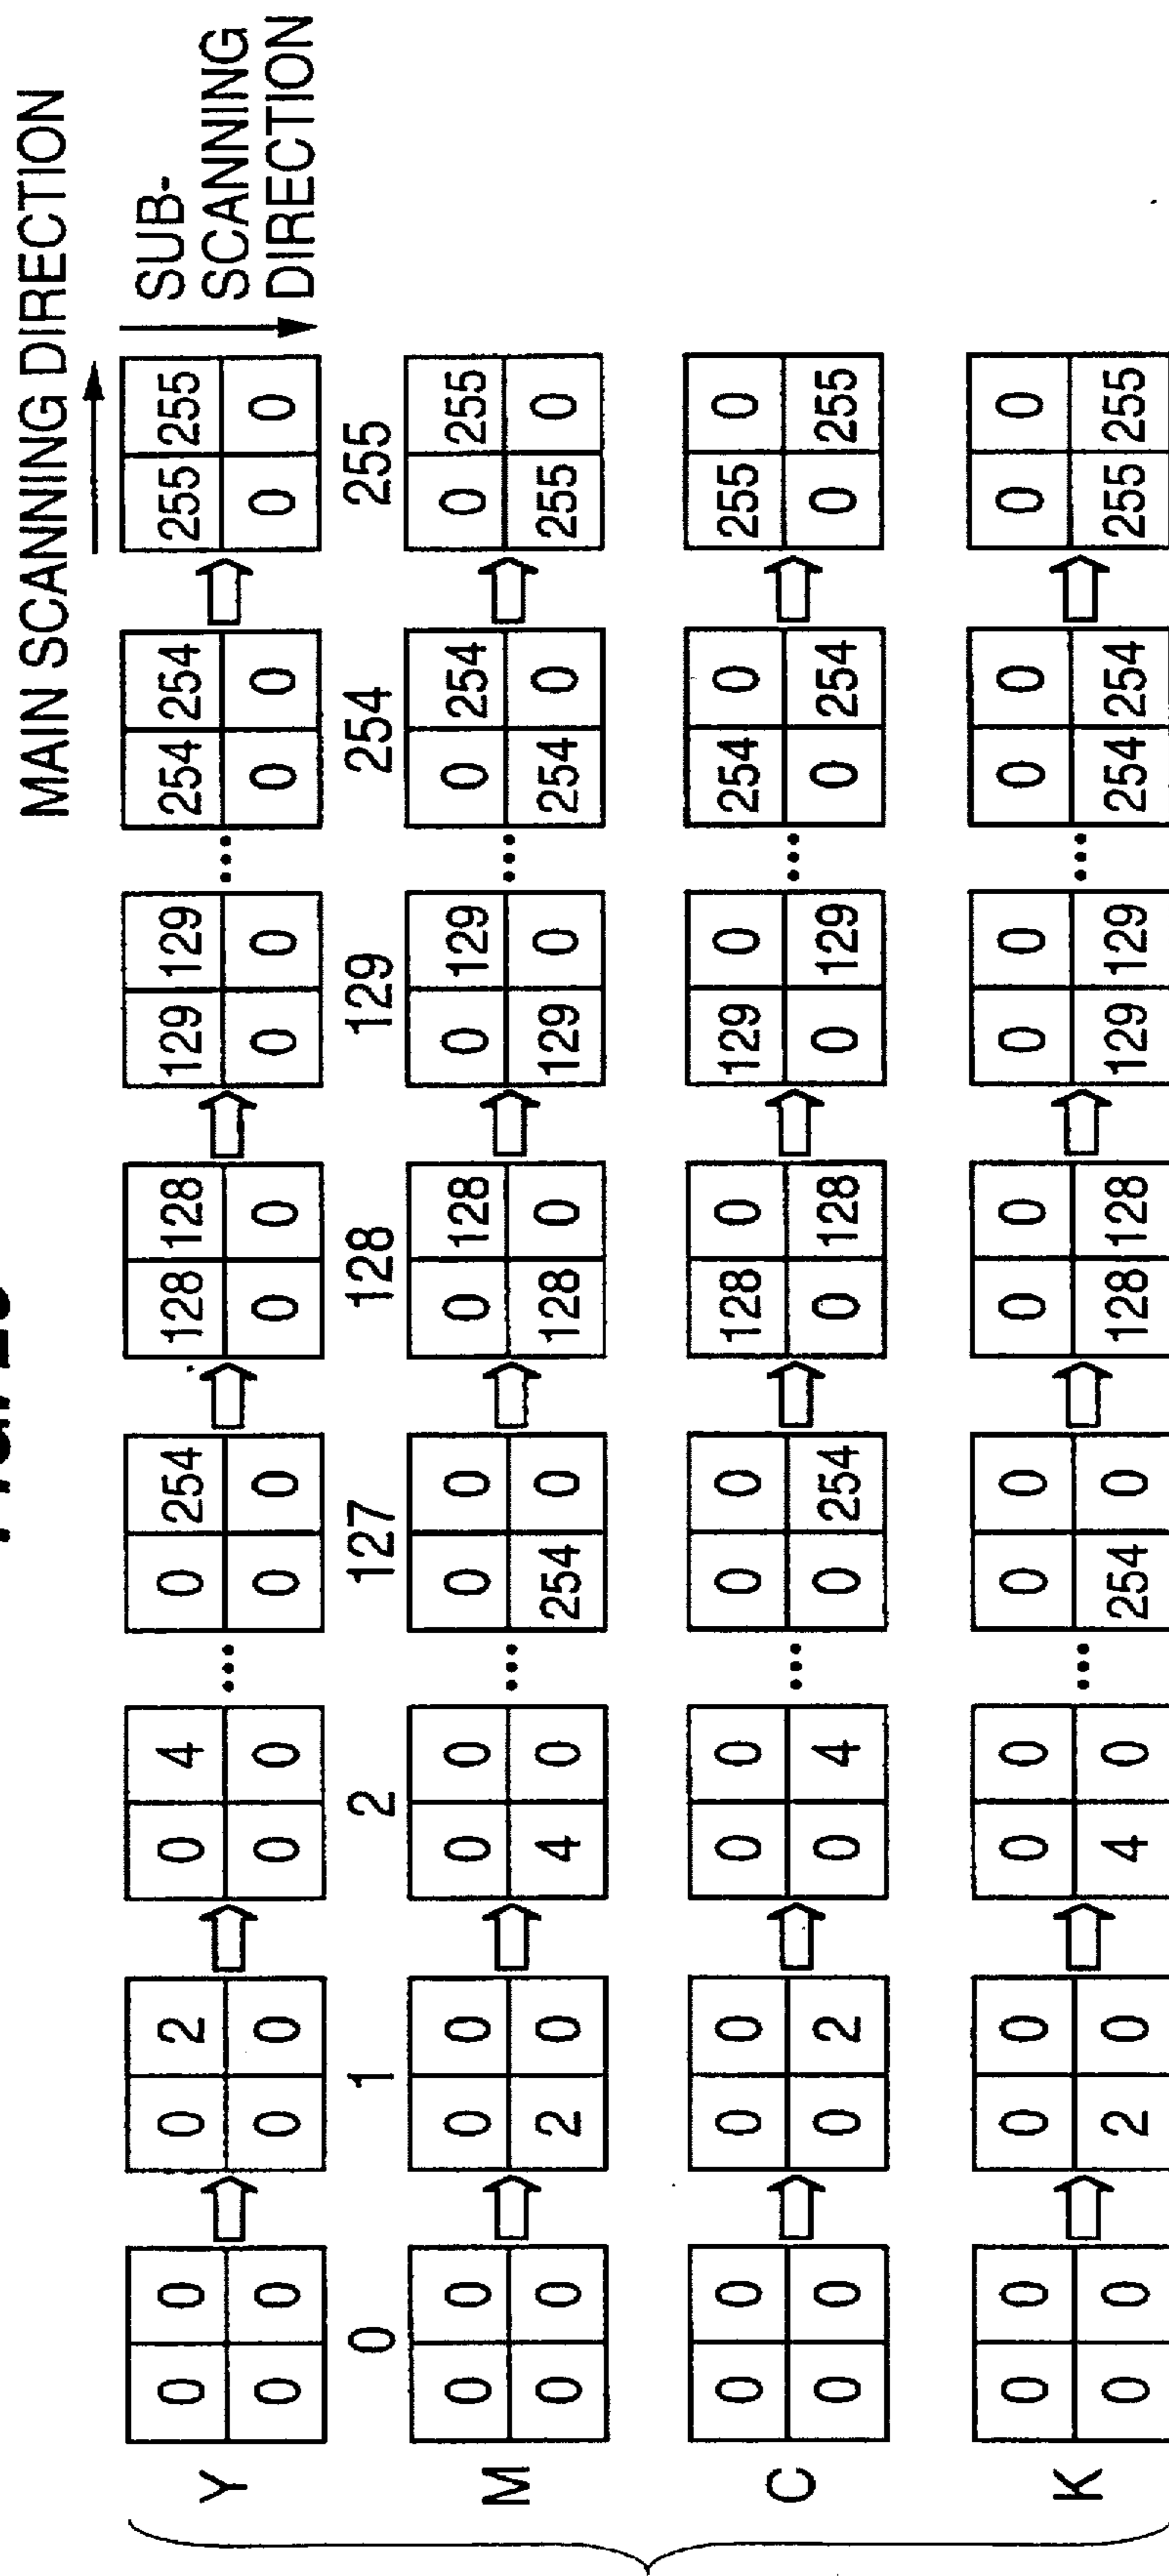 MAIN SCANNING DIRECTION
SUB-
SCANNING
DIRECTION
Y
0 0 0 2 0 4 ... 0 254 128 128 129 129 ... 254 254 255 255
0 0 0 0 0 0 0 0 0 0 0 0 0 0 0 0
0 1 2 127 128 129 254 255
M
0 0 0 0 0 0 ... 0 0 0 128 0 129 ... 0 254 0 255
0 0 2 0 4 0 254 0 128 0 129 0 254 0 255 0
C
0 0 0 0 0 0 ... 0 0 128 0 129 0 ... 254 0 255 0
0 0 0 2 0 4 0 254 0 128 0 129 0 254 0 255
K
0 0 0 0 0 0 ... 0 0 0 0 0 0 ... 0 0 0 0
0 0 2 0 4 0 254 0 128 128 129 129 254 254 255 255